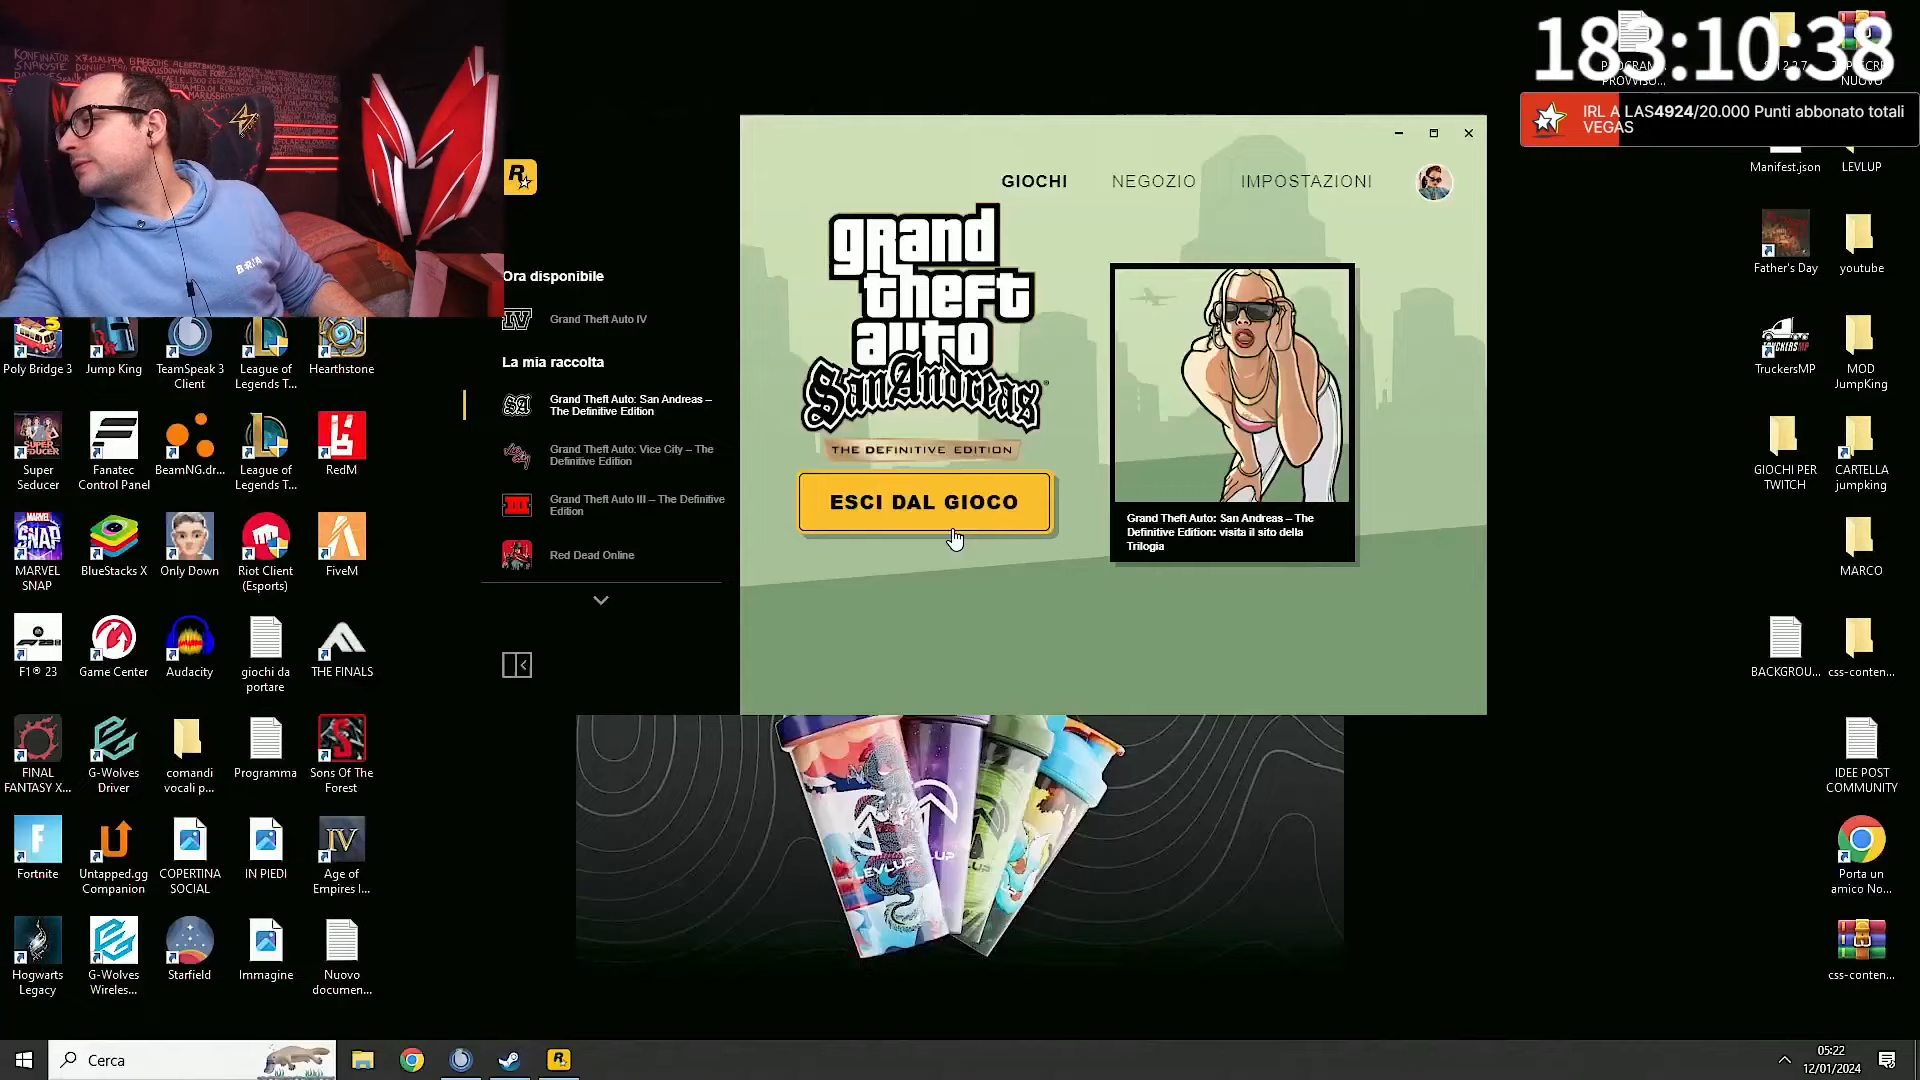 183:10:38
IRL A LAS4924/20.000 Punti abbonato totali
VEGAS
Manifest.json
LEVLUP
Father's Day
youtube
TruckersMP
MOD
JumpKing
GIOCHI PER
TWITCH
CARTELLA
jumpking
MARCO
BACKGROU...
css-conten...
IDEE POST
COMMUNITY
Porta un
amico No...
css-conten...
GIOCHI
NEGOZIO
IMPOSTAZIONI
grand
theft
auto
San Andreas
THE DEFINITIVE EDITION
ESCI DAL GIOCO
Grand Theft Auto: San Andreas – The
Definitive Edition: visita il sito della
Trilogia
Ora disponibile
Grand Theft Auto IV
La mia raccolta
Grand Theft Auto: San Andreas –
The Definitive Edition
Grand Theft Auto: Vice City – The
Definitive Edition
Grand Theft Auto III – The Definitive
Edition
Red Dead Online
Poly Bridge 3
Jump King
TeamSpeak 3
Client
League of
Legends T...
Hearthstone
Super
Seducer
Fanatec
Control Panel
BeamNG.dr...
League of
Legends T...
RedM
MARVEL
SNAP
BlueStacks X
Only Down
Riot Client
(Esports)
FiveM
F1® 23
Game Center
Audacity
giochi da
portare
THE FINALS
FINAL
FANTASY X...
G-Wolves
Driver
comandi
vocali p...
Programma
Sons Of The
Forest
Fortnite
Untapped.gg
Companion
COPERTINA
SOCIAL
IN PIEDI
Age of
Empires I...
Hogwarts
Legacy
G-Wolves
Wireles...
Starfield
Immagine
Nuovo
documen...
LEVLUP
Cerca
05:22
12/01/2024